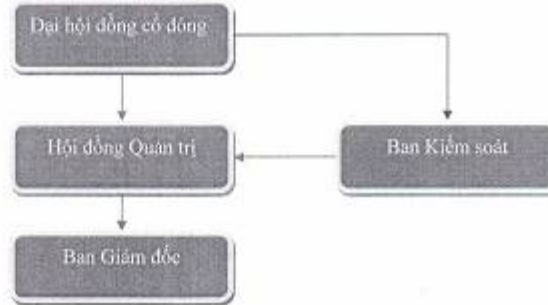 Đại hội đồng cổ đông
Hội đồng Quản trị
Ban Kiểm soát
Ban Giám đốc